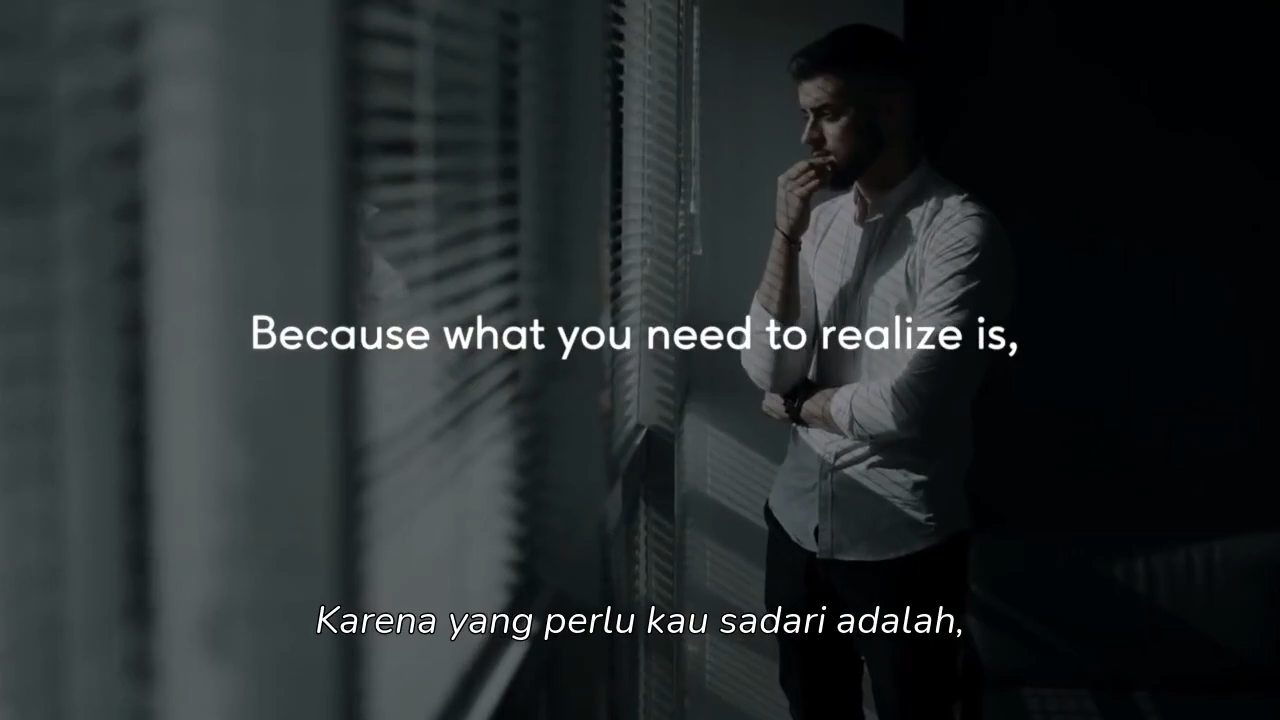 Because what you need to realize is,
Karena yang perlu kau sadari adalah,